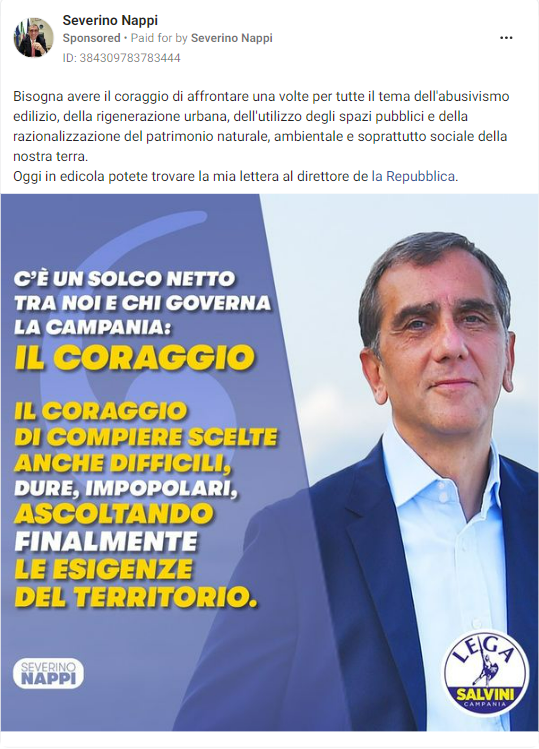 Severino Nappi
Sponsored • Paid for by Severino Nappi
ID: 384309783783444
Bisogna avere il coraggio di affrontare una volte per tutte il tema dell'abusivismo
edilizio, della rigenerazione urbana, dell'utilizzo degli spazi pubblici e della
razionalizzazione del patrimonio naturale, ambientale e soprattutto sociale della
nostra terra.
Oggi in edicola potete trovare la mia lettera al direttore de la Repubblica.
C'È UN SOLCO NETTO
TRA NOI E CHI GOVERNA
LA CAMPANIA:
IL CORAGGIO
IL CORAGGIO
DI COMPIERE SCELTE
ANCHE DIFFICILI,
DURE, IMPOPOLARI,
ASCOLTANDO
FINALMENTE
LE ESIGENZE
DEL TERRITORIO.
SEVERINO
NAPPI
LEGA
SALVINI
CAMPANIA